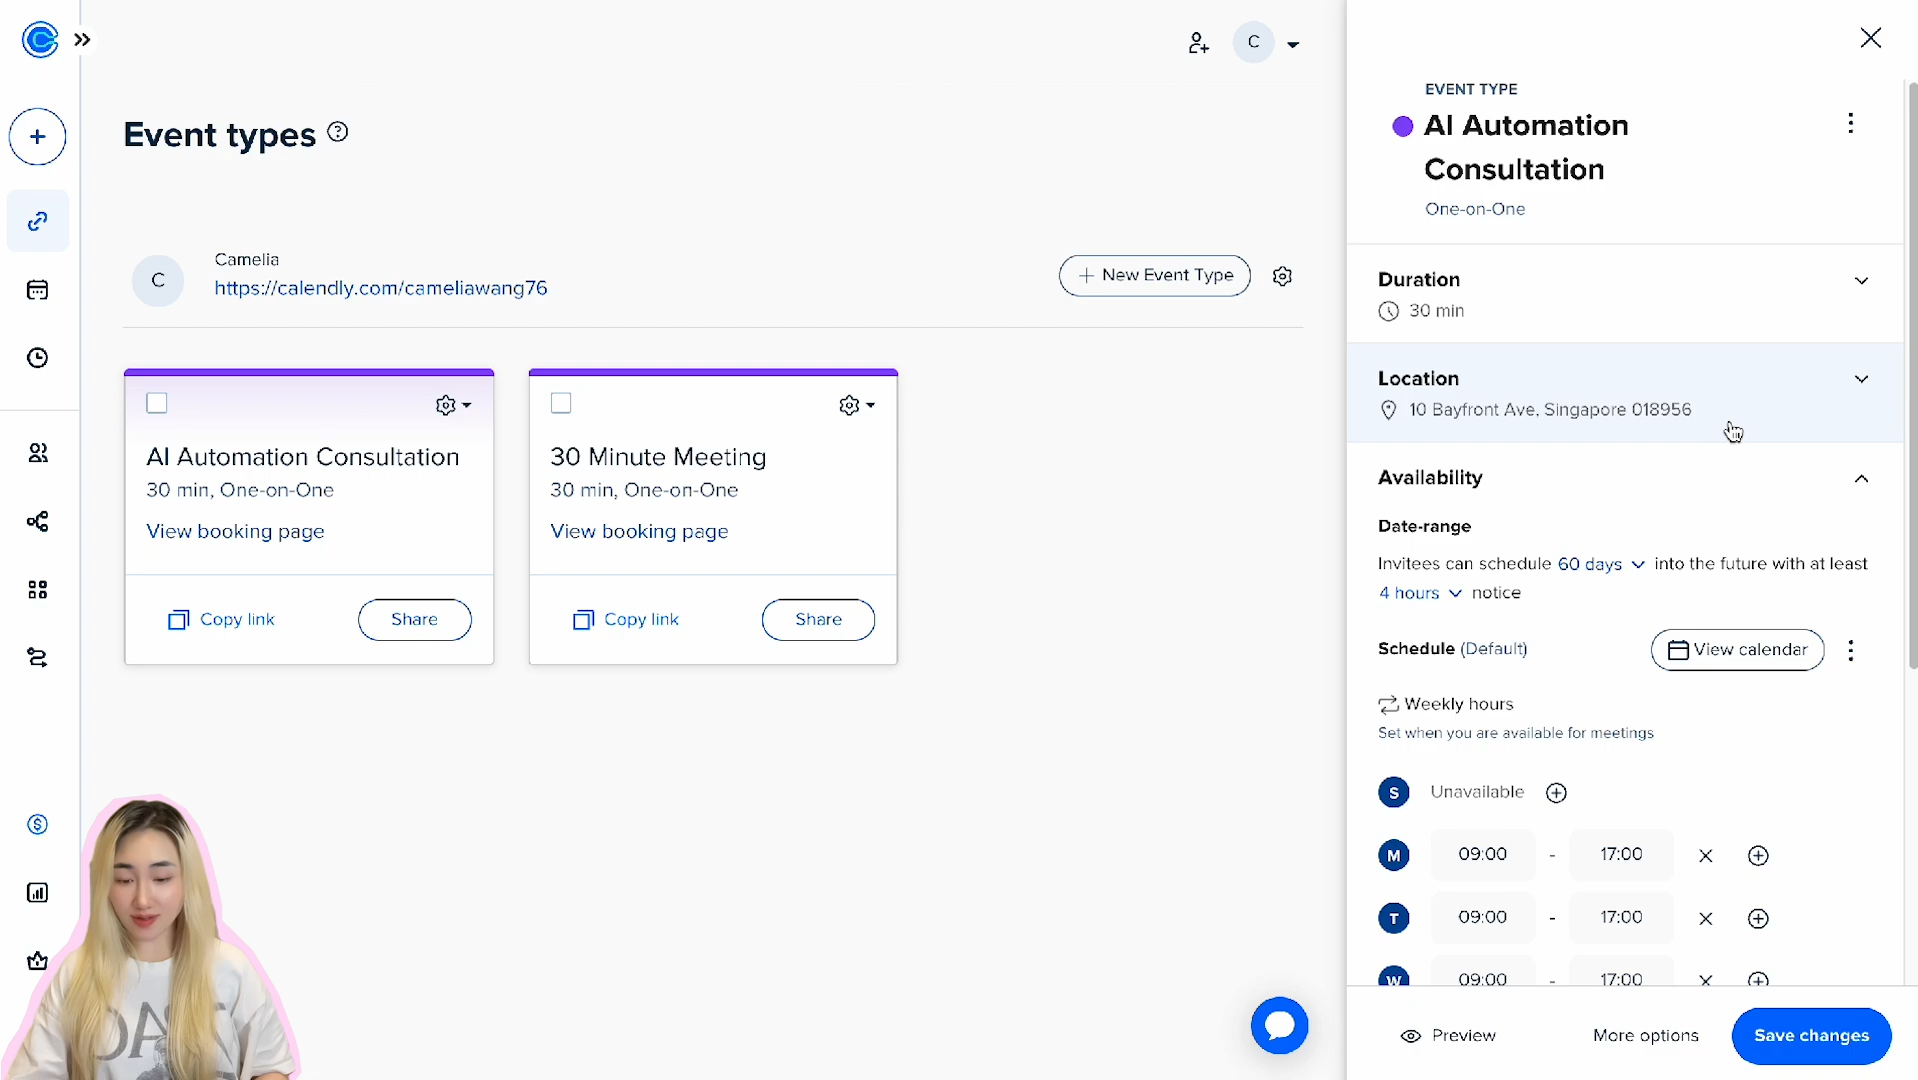 C
Event types
Camelia
C
https://calendly.com/cameliawang76
+ New Event Type
AI Automation Consultation
30 min, One-on-One
View booking page
Copy link
Share
30 Minute Meeting
30 min, One-on-One
View booking page
Copy link
Share
EVENT TYPE
AI Automation
Consultation
One-on-One
Duration
30 min
Location
10 Bayfront Ave, Singapore 018956
Availability
Date-range
Invitees can schedule 60 days into the future with at least
4 hours notice
Schedule (Default)
View calendar
Weekly hours
Set when you are available for meetings
S Unavailable
M 09:00 - 17:00
T 09:00 - 17:00
W 09:00 - 17:00
Preview
More options
Save changes